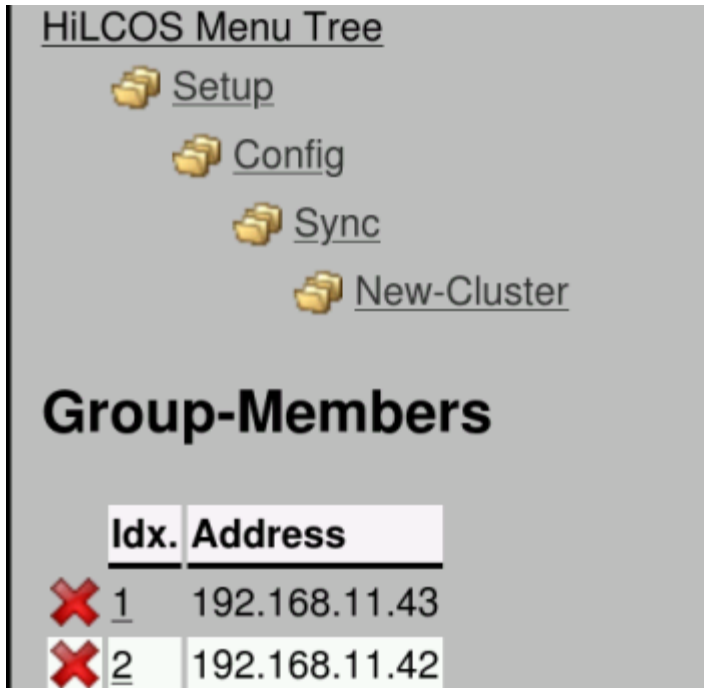 HiLCOS Menu Tree
Setup
Config
Sync
New-Cluster
Group-Members
Idx. Address
1 192.168.11.43
2 192.168.11.42